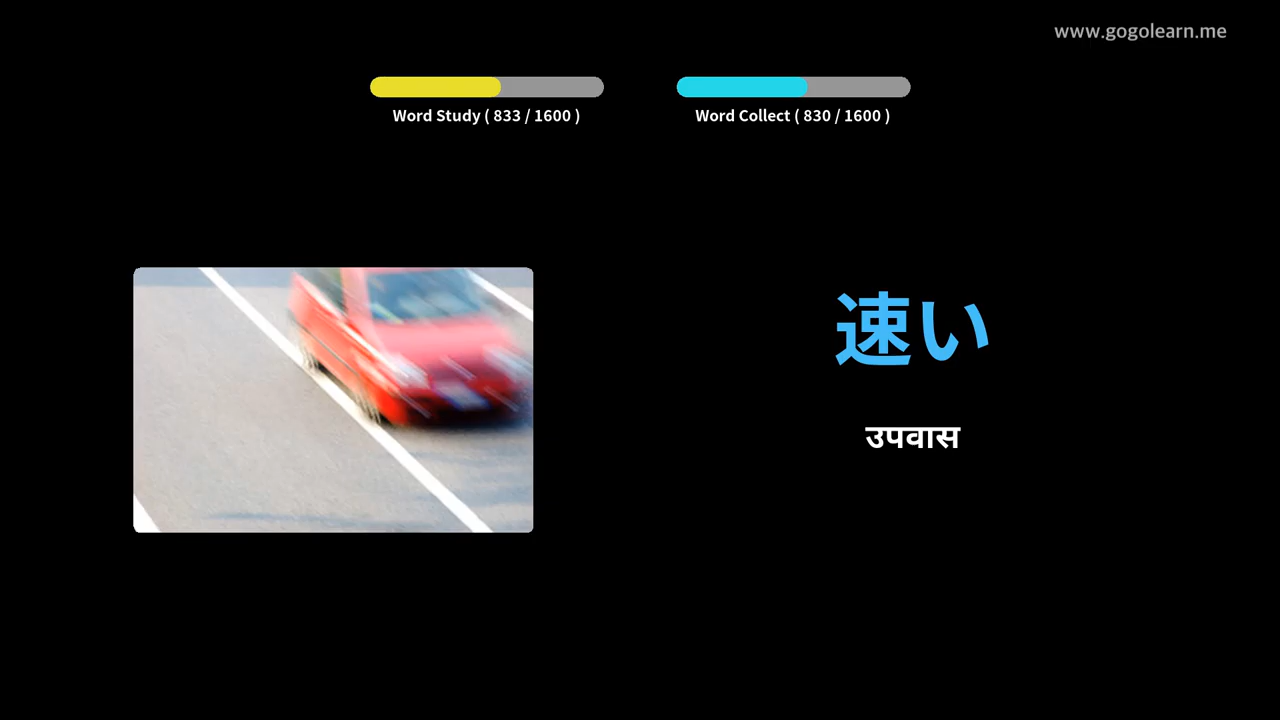 www.gogolearn.me
Word Study ( 833 / 1600 )
Word Collect ( 830 / 1600 )
速い
उपवास